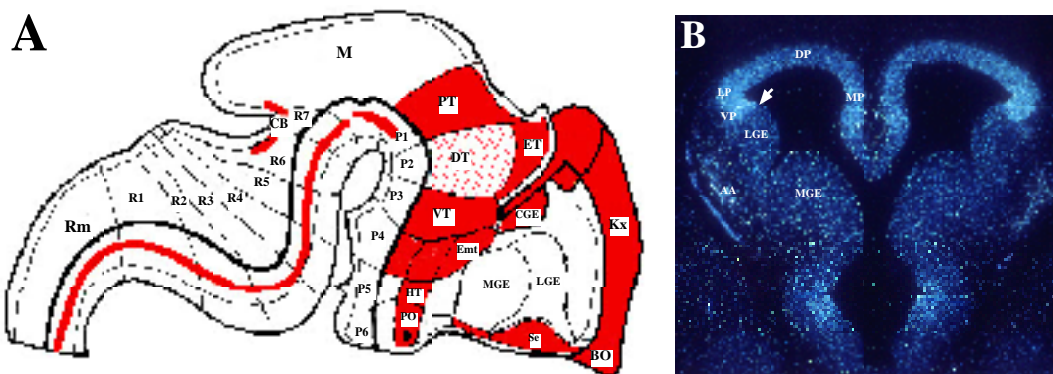 A
M
PT
CB
R7
P1
R6
P2
DT
ET
R5
P3
R4
R3
R2
R1
Rm
VT
CGE
Kx
P4
Emt
MGE
LGE
P5
HT
PO
P6
Se
BO
B
DP
LP
MP
VP
LGE
AA
MGE